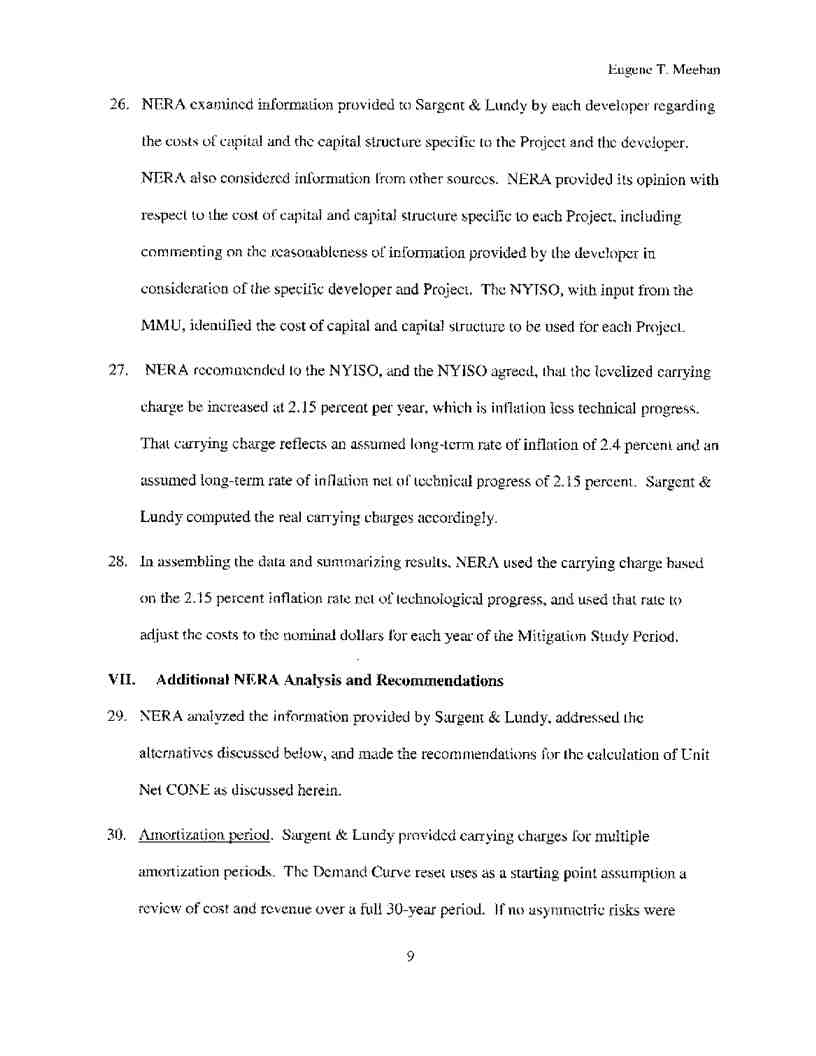 Eugene T. Meehan
26. NERA examined information provided to Sargent & Lundy by each developer regarding
the costs of capital and the capital structure specific to the Project and the developer.
NERA also considered information from other sources. NERA provided its opinion with
respect to the cost of capital and capital structure specific to each Project, including
commenting on the reasonableness of information provided by the developer in
consideration of the specific developer and Project. The NYISO, with input from the
MMU, identified the cost of capital and capital structure to be used for each Project.
27. NERA recommended to the NYISO, and the NYISO agreed, that the levelized carrying
charge be increased at 2.15 percent per year, which is inflation less technical progress.
That carrying charge reflects an assumed long-term rate of inflation of 2.4 percent and an
assumed long-term rate of inflation net of technical progress of 2.15 percent. Sargent &
Lundy computed the real carrying charges accordingly.
28. In assembling the data and summarizing results, NERA used the carrying charge based
on the 2.15 percent inflation rate net of technological progress, and used that rate to
adjust the costs to the nominal dollars for each year of the Mitigation Study Period.
VII. Additional NERA Analysis and Recommendations
29. NERA analyzed the information provided by Sargent & Lundy, addressed the
alternatives discussed below, and made the recommendations for the calculation of Unit
Net CONE as discussed herein.
30. Amortization period. Sargent & Lundy provided carrying charges for multiple
amortization periods. The Demand Curve reset uses as a starting point assumption a
review of cost and revenue over a full 30-year period. If no asymmetric risks were
9